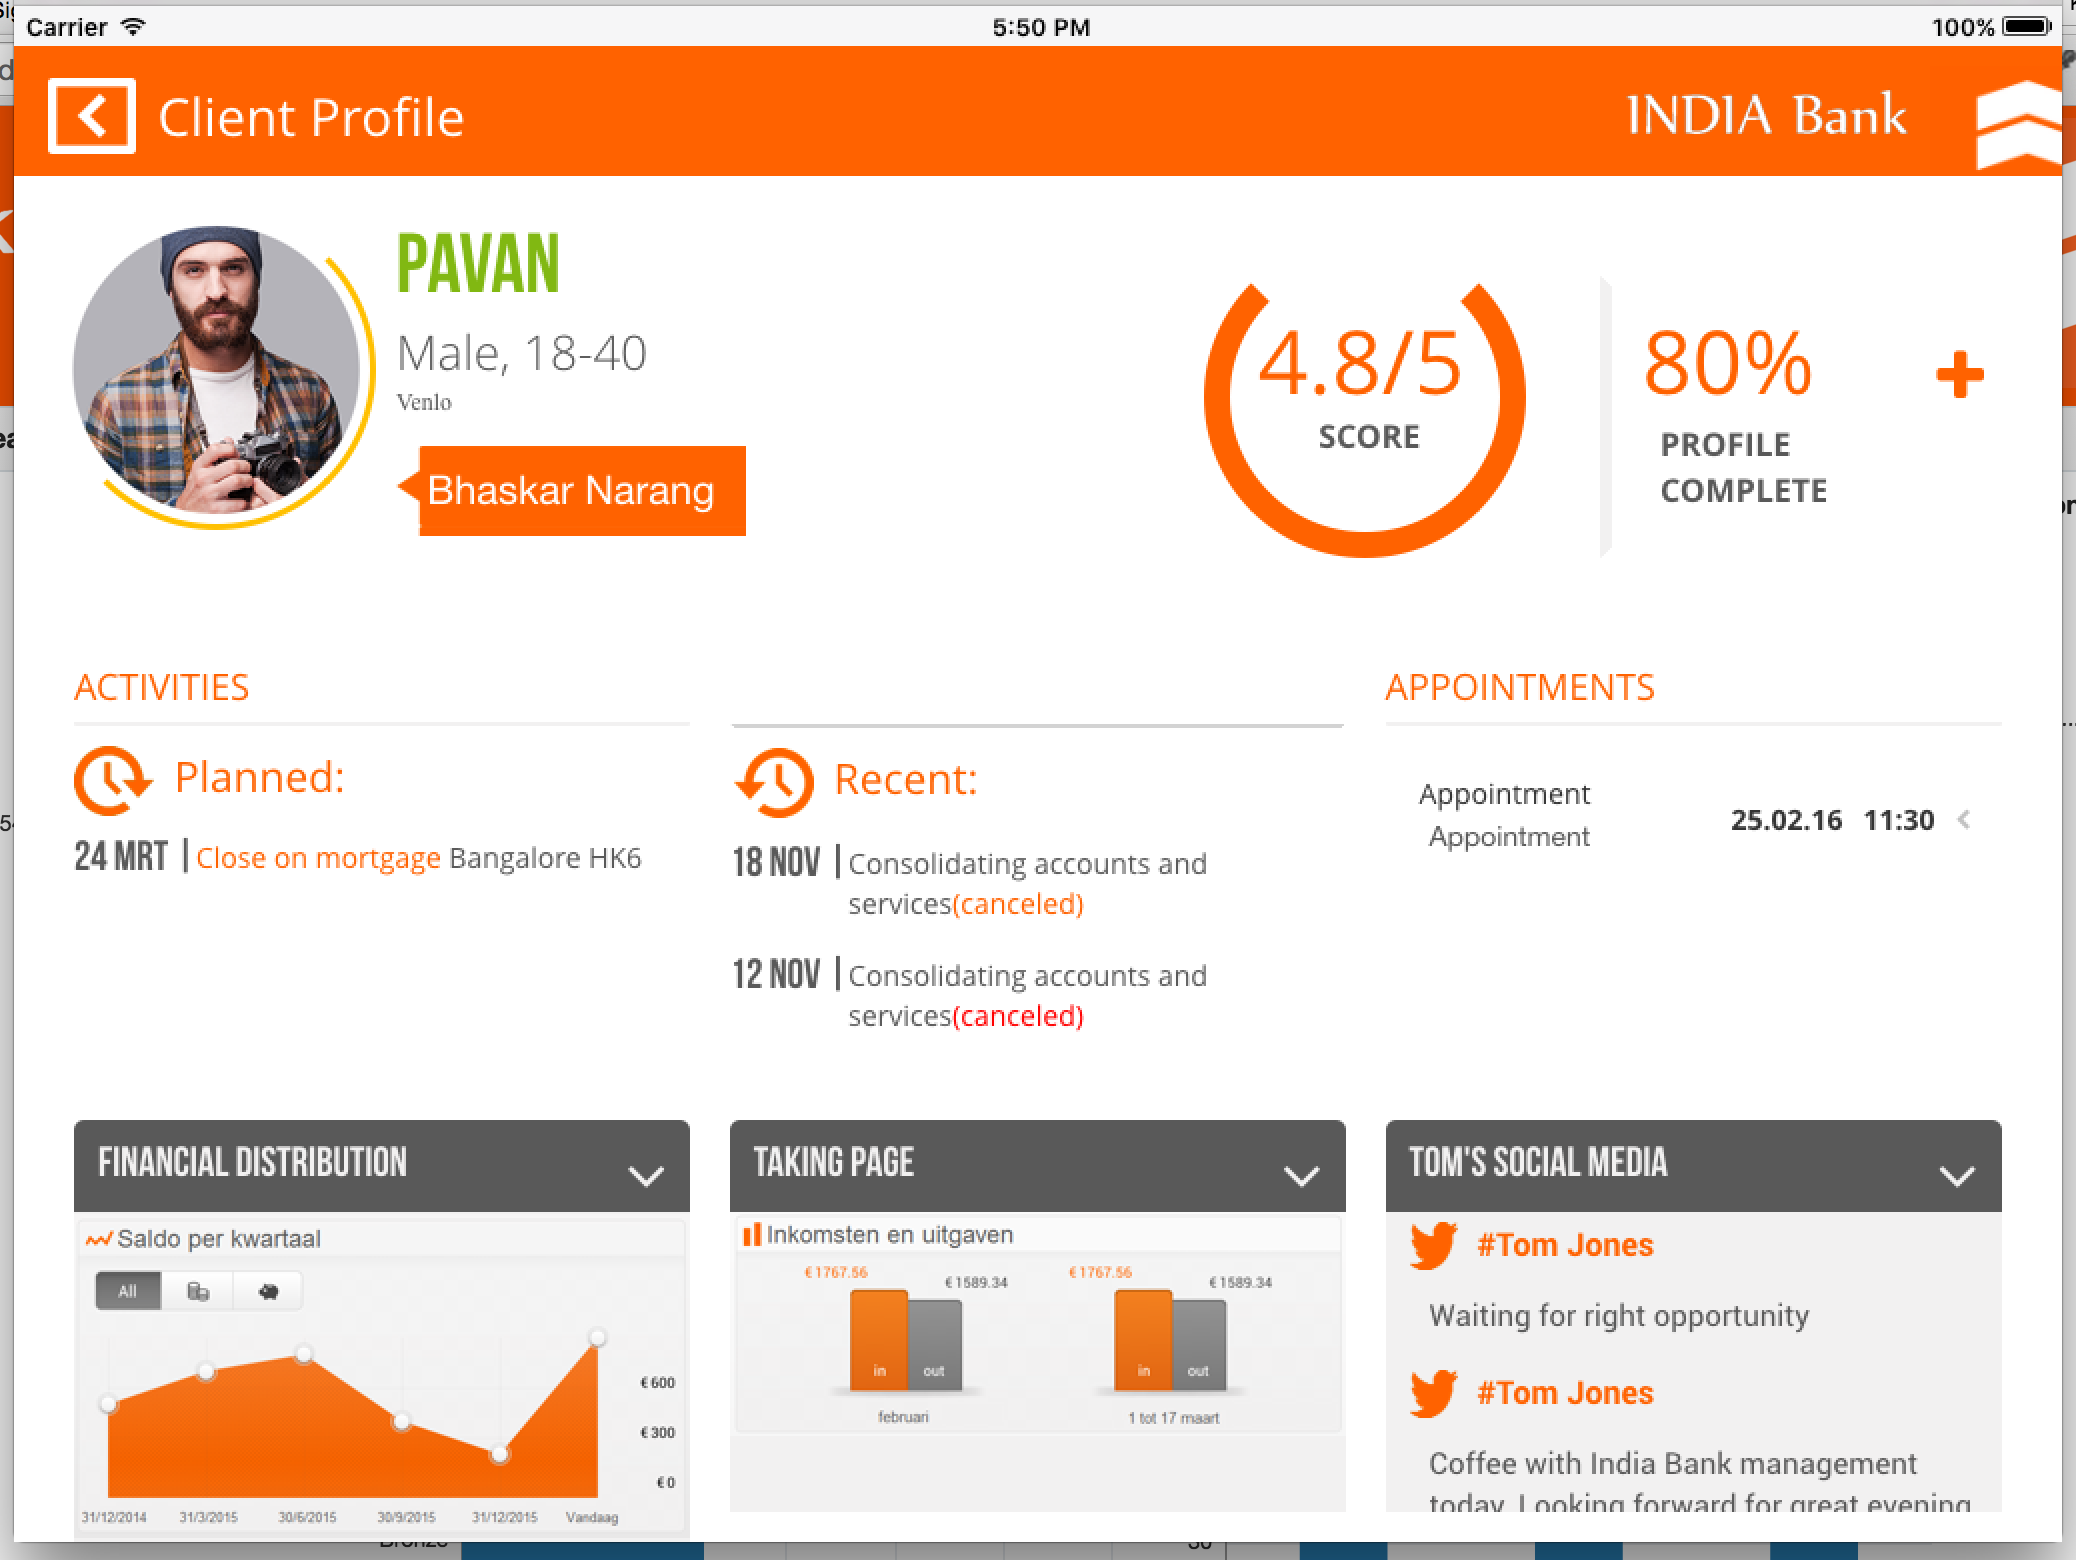 Carrier 5:50 PM 100%
Client Profile
INDIA Bank
PAVAN
Male, 18-40
Venlo
Bhaskar Narang
4.8/5
SCORE
80%
PROFILE
COMPLETE
ACTIVITIES
Planned:
24 MRT Close on mortgage Bangalore HK6
Recent:
18 NOV Consolidating accounts and
services(canceled)
12 NOV Consolidating accounts and
services(canceled)
APPOINTMENTS
Appointment
Appointment
25.02.16 11:30
FINANCIAL DISTRIBUTION
Saldo per kwartaal
All
€ 600
€ 300
€ 0
31/12/2014 31/3/2015 30/6/2015 30/9/2015 31/12/2015 Vandaag
TAKING PAGE
Inkomsten en uitgaven
€ 1767.56 € 1589.34 € 1767.56 € 1589.34
in out in out
februari 1 tot 17 maart
TOM'S SOCIAL MEDIA
#Tom Jones
Waiting for right opportunity
#Tom Jones
Coffee with India Bank management
today. Looking forward for great evening